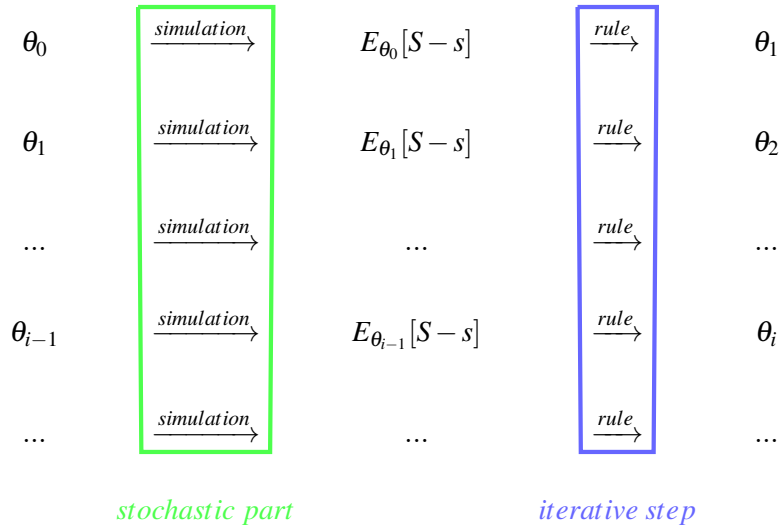 θ₀ simulation → E_{θ₀}[S − s] rule → θ₁
θ₁ simulation → E_{θ₁}[S − s] rule → θ₂
... simulation → ... rule → ...
θ_{i−1} simulation → E_{θ_{i−1}}[S − s] rule → θ_i
... simulation → ... rule → ...
stochastic part iterative step